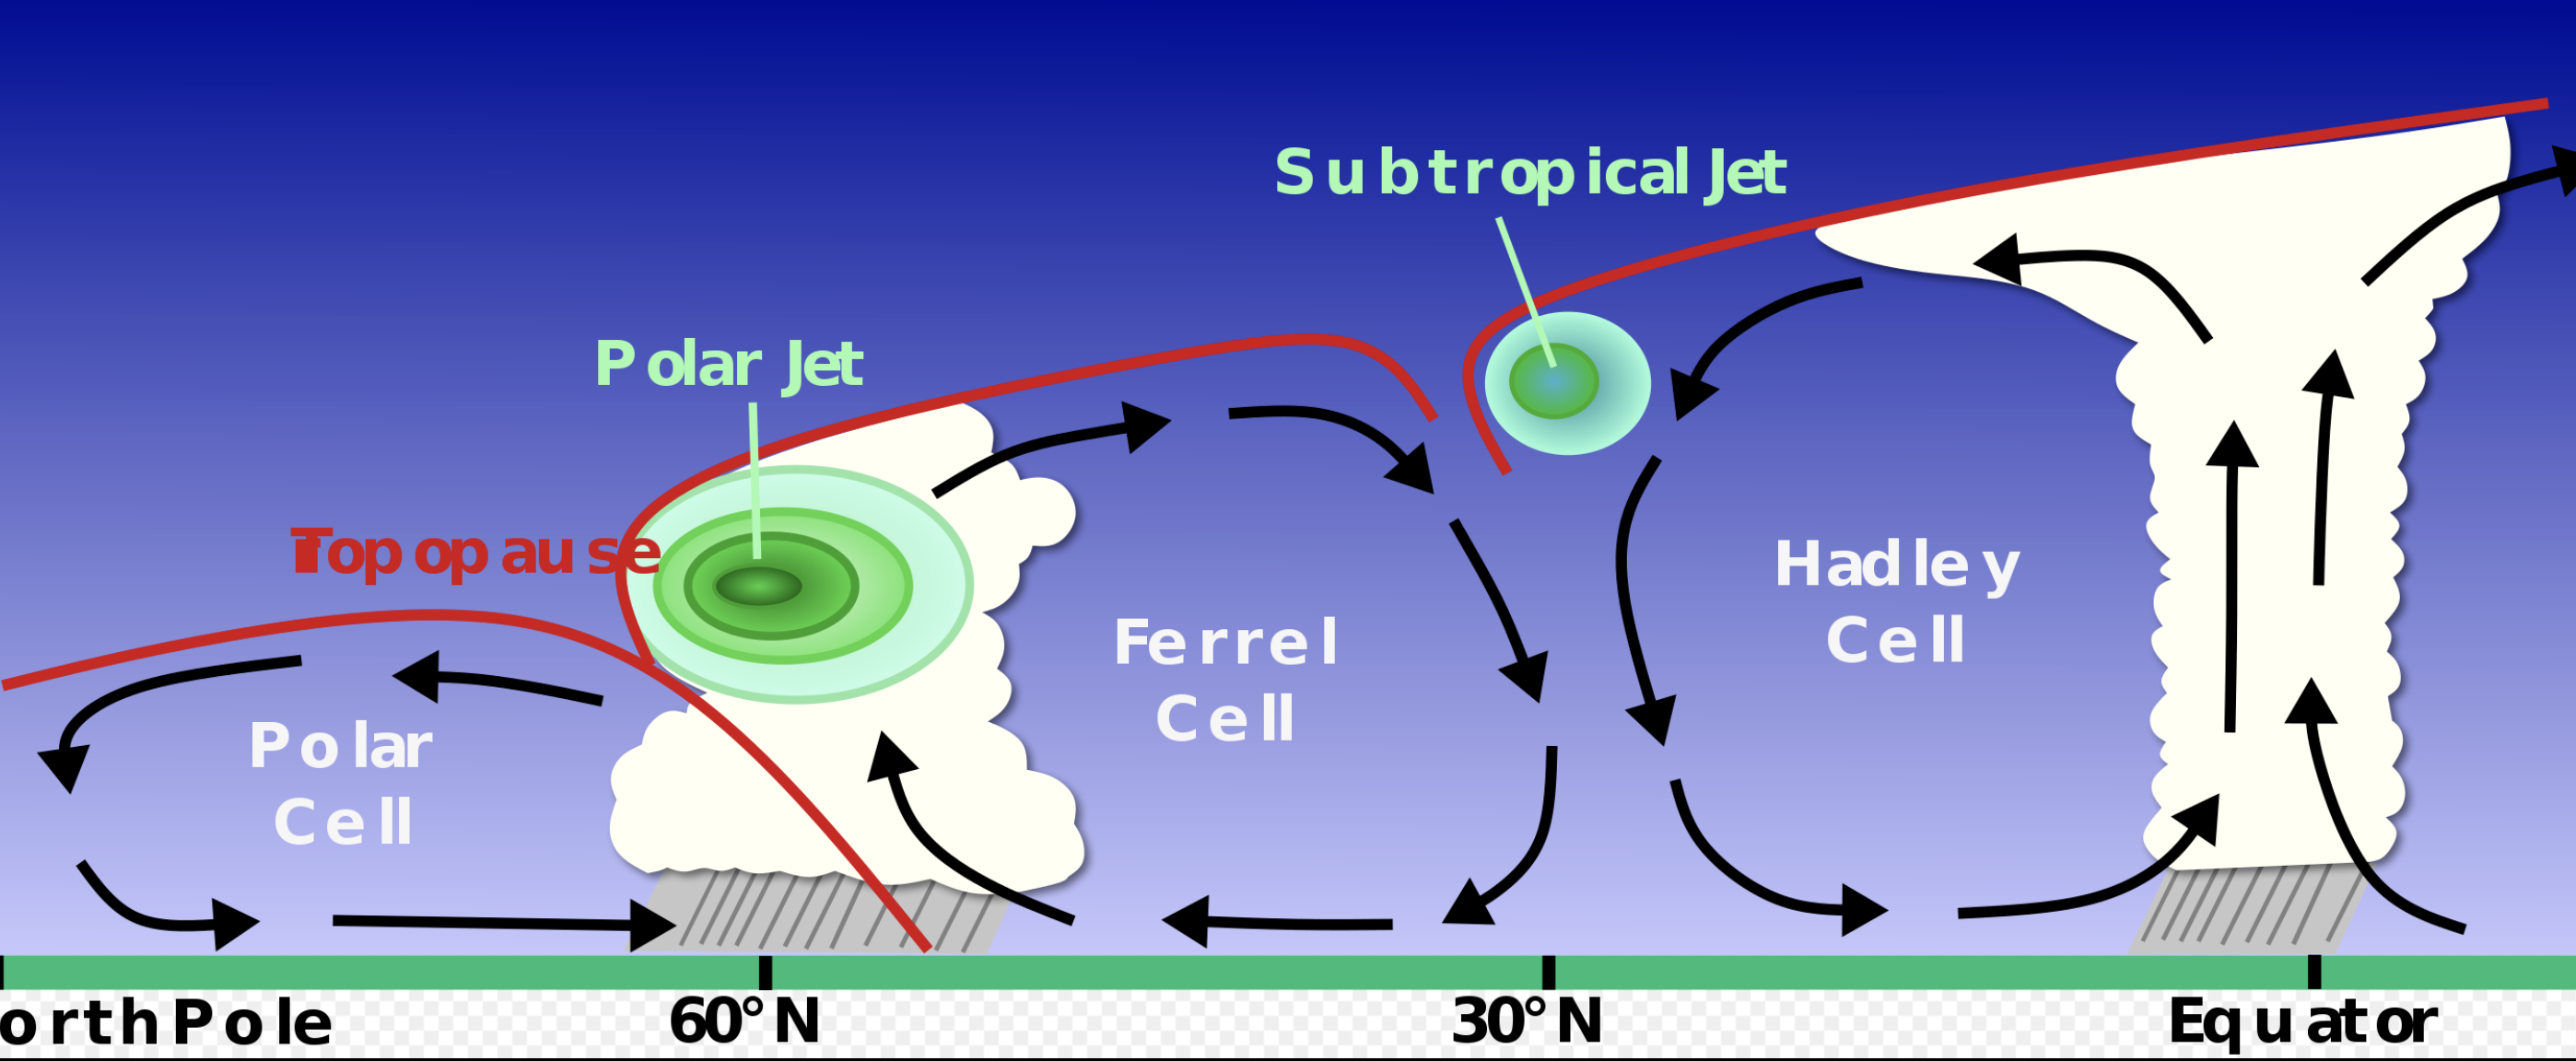 Subtropical Jet
Polar Jet
Tropopause
Hadley
Cell
Ferrel
Cell
Polar
Cell
orth Pole
60°N
30°N
Equator